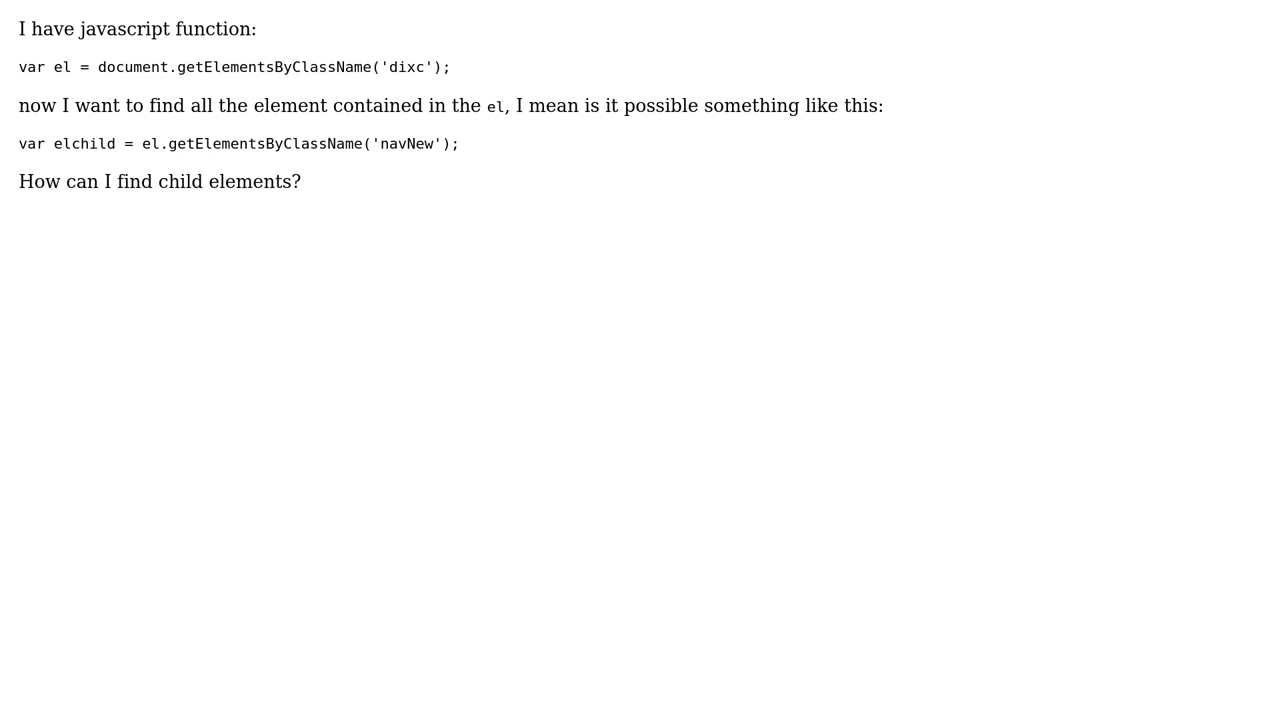 I have javascript function:
var el = document.getElementsByClassName('dixc');
now I want to find all the element contained in the el, I mean is it possible something like this:
var elchild = el.getElementsByClassName('navNew');
How can I find child elements?